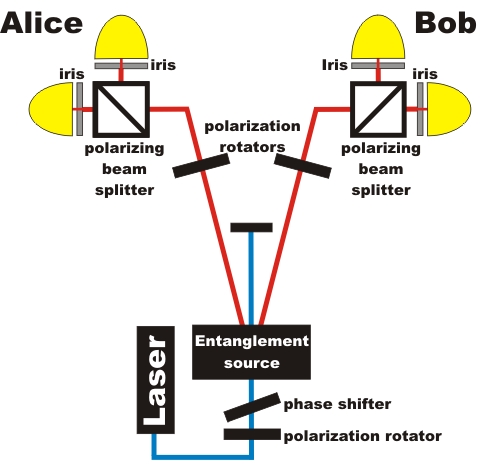 Alice
Bob
iris
iris
Iris
iris
polarization
rotators
polarizing
beam
splitter
polarizing
beam
splitter
Laser
Entanglement
source
phase shifter
polarization rotator